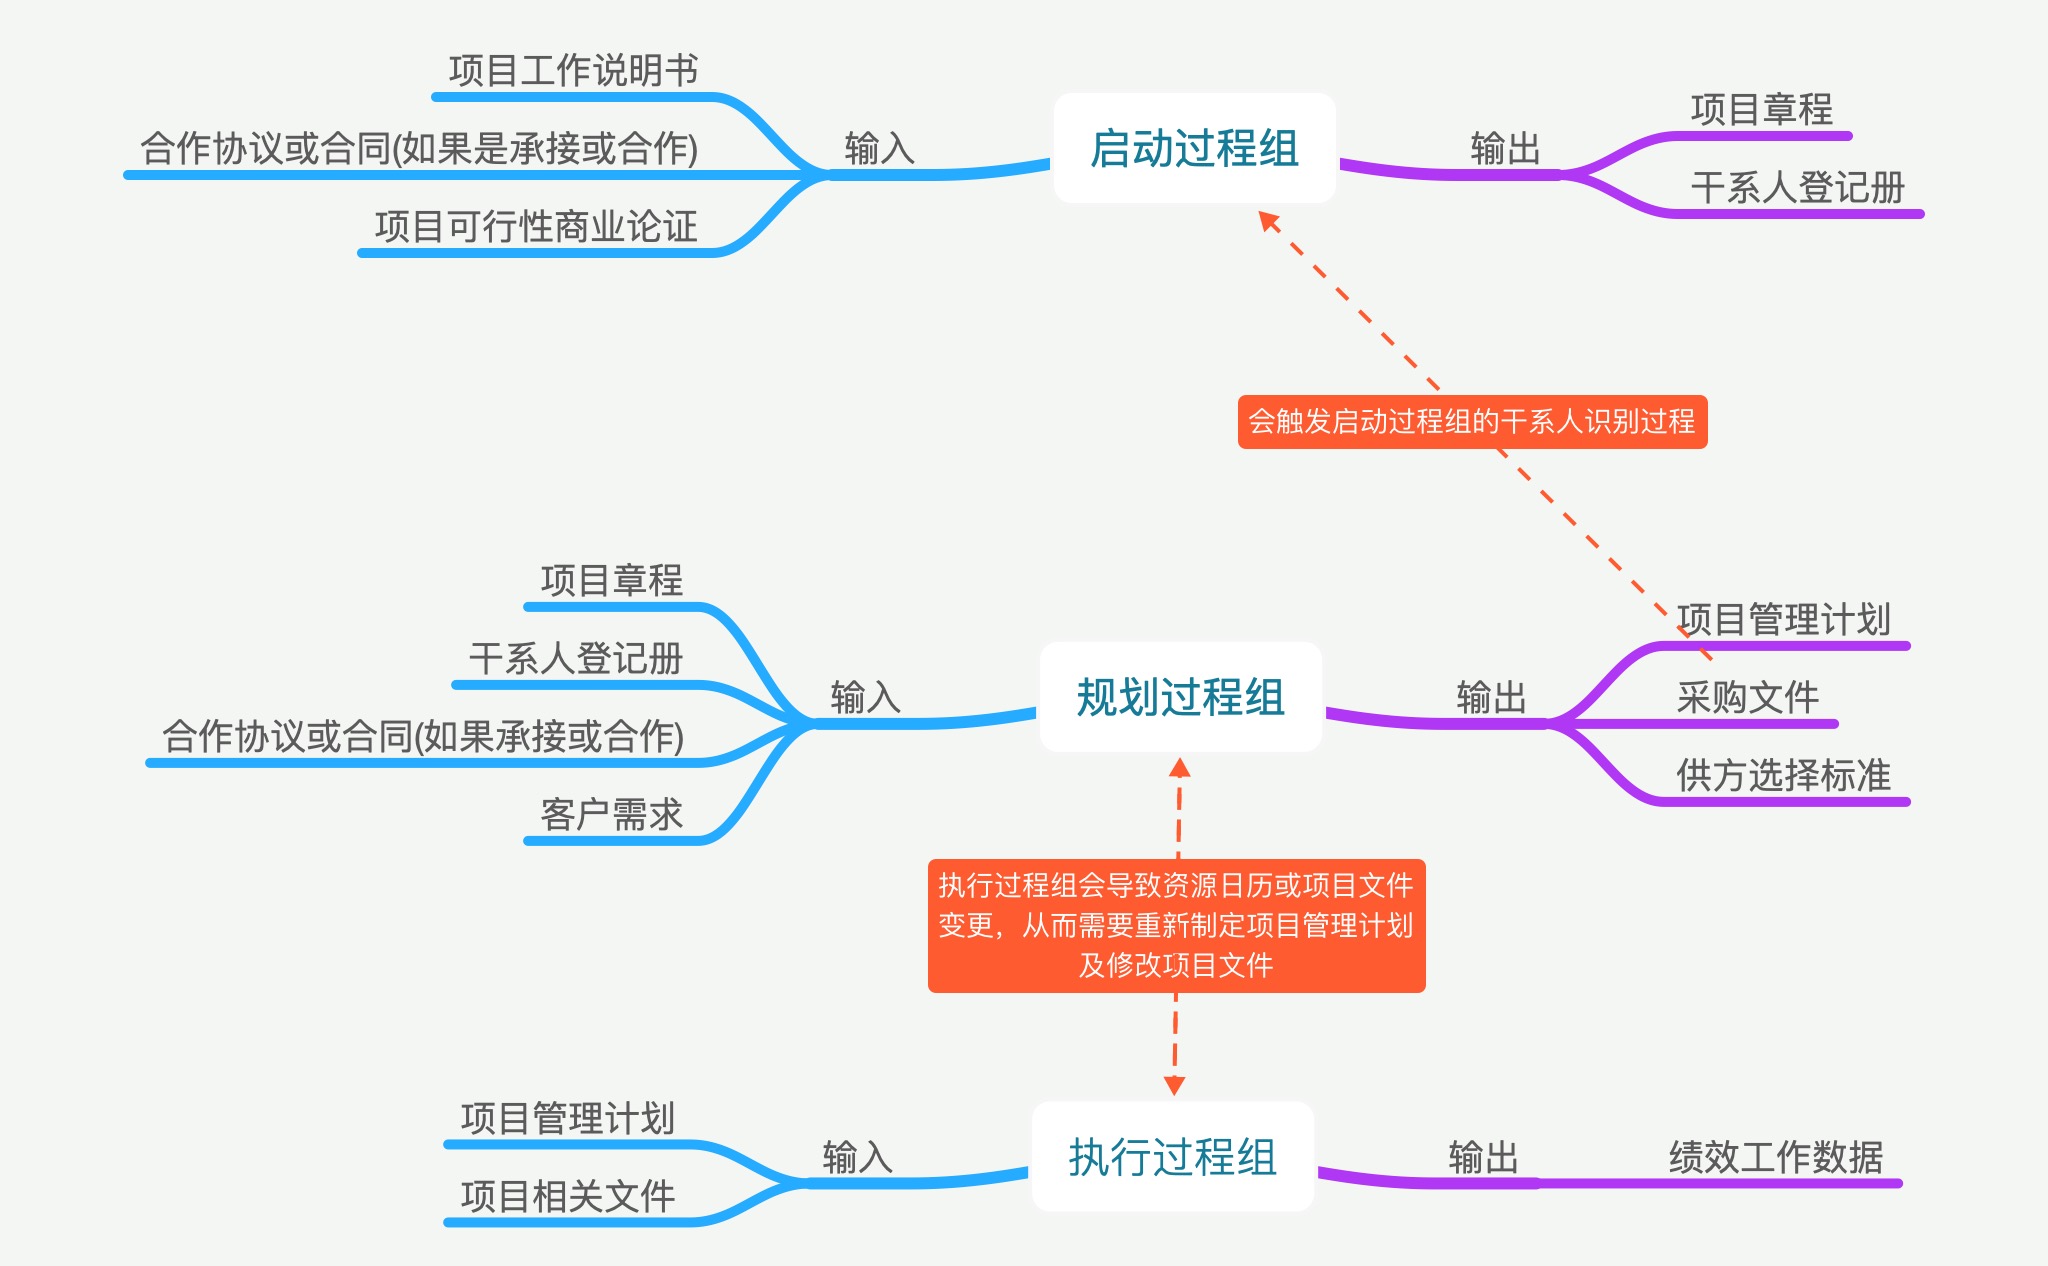 项目工作说明书
合作协议或合同(如果是承接或合作)
项目可行性商业论证
输入
启动过程组
输出
项目章程
干系人登记册
会触发启动过程组的干系人识别过程
项目章程
干系人登记册
合作协议或合同(如果承接或合作)
客户需求
输入
规划过程组
输出
项目管理计划
采购文件
供方选择标准
执行过程组会导致资源日历或项目文件
变更，从而需要重新制定项目管理计划
及修改项目文件
项目管理计划
项目相关文件
输入
执行过程组
输出
绩效工作数据